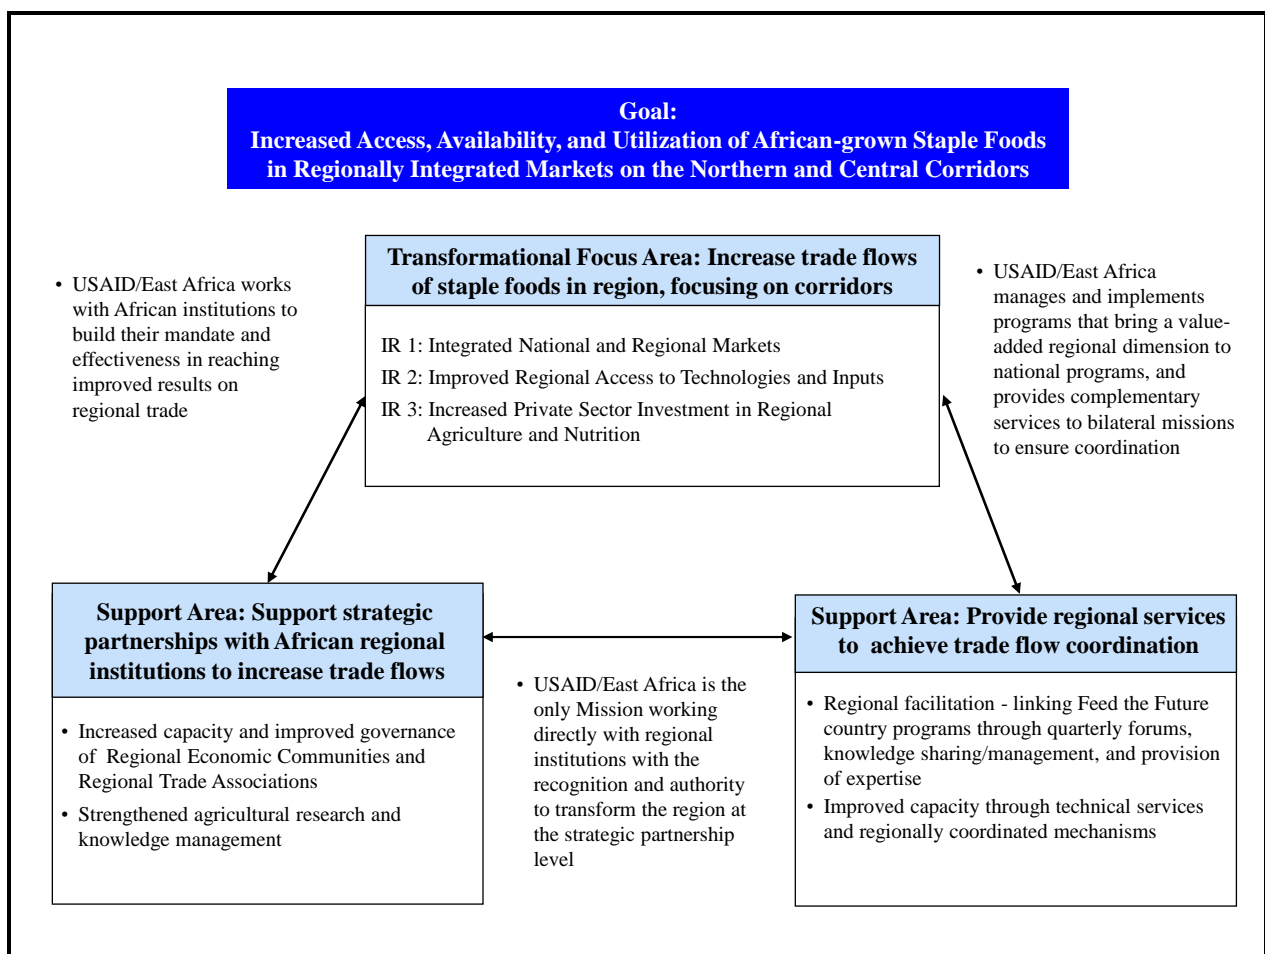 Goal:
Increased Access, Availability, and Utilization of African-grown Staple Foods
in Regionally Integrated Markets on the Northern and Central Corridors
Transformational Focus Area: Increase trade flows
of staple foods in region, focusing on corridors
IR 1: Integrated National and Regional Markets
IR 2: Improved Regional Access to Technologies and Inputs
IR 3: Increased Private Sector Investment in Regional
Agriculture and Nutrition
• USAID/East Africa works
with African institutions to
build their mandate and
effectiveness in reaching
improved results on
regional trade
• USAID/East Africa
manages and implements
programs that bring a value-
added regional dimension to
national programs, and
provides complementary
services to bilateral missions
to ensure coordination
Support Area: Support strategic
partnerships with African regional
institutions to increase trade flows
• Increased capacity and improved governance
of Regional Economic Communities and
Regional Trade Associations
• Strengthened agricultural research and
knowledge management
• USAID/East Africa is the
only Mission working
directly with regional
institutions with the
recognition and authority
to transform the region at
the strategic partnership
level
Support Area: Provide regional services
to achieve trade flow coordination
• Regional facilitation - linking Feed the Future
country programs through quarterly forums,
knowledge sharing/management, and provision
of expertise
• Improved capacity through technical services
and regionally coordinated mechanisms